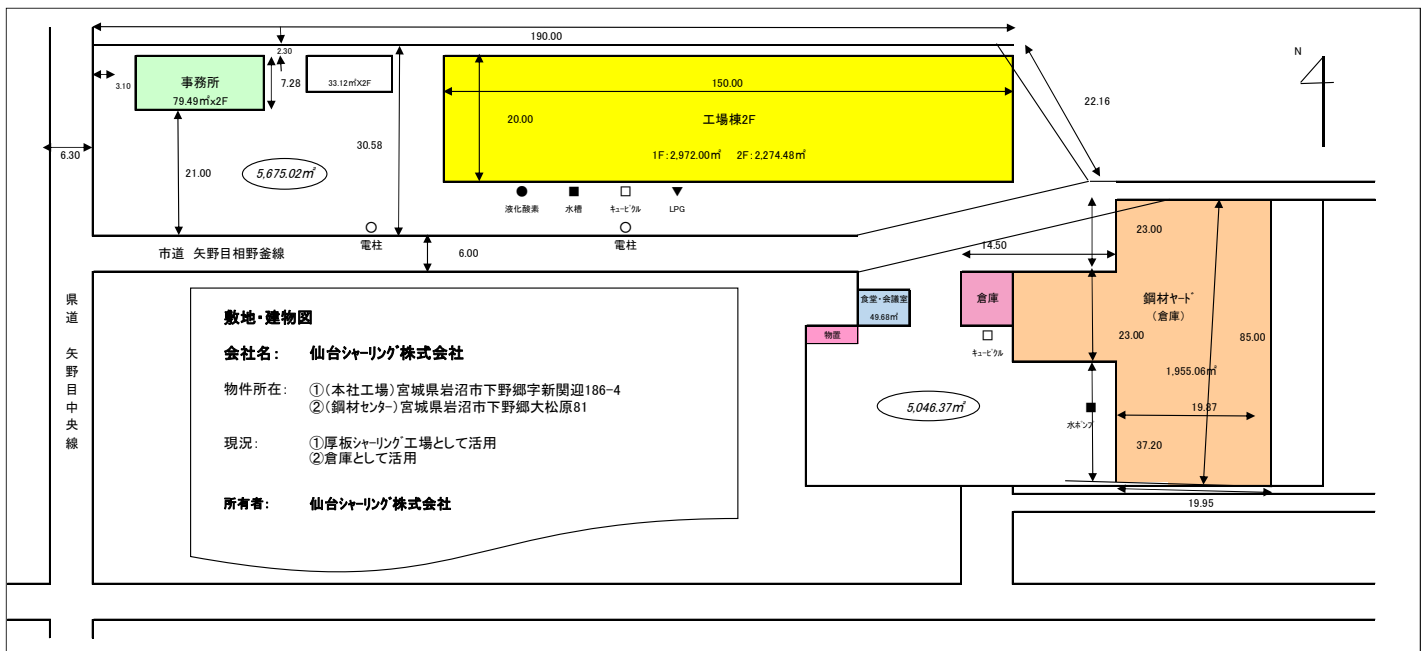 190.00
2.30
N
3.10
事務所
79.49㎡x2F
7.28
33.12㎡X2F
150.00
22.16
20.00
工場棟2F
6.30
30.58
1F:2,972.00㎡ 2F:2,274.48㎡
21.00
5,675.02㎡
液化酸素
水槽
ｷｭｰﾋﾞｸﾙ
LPG
電柱
電柱
市道 矢野目相野釜線
6.00
14.50
23.00
県道 矢野目中央線
食堂・会議室
49.68㎡
倉庫
鋼材ﾔｰﾄﾞ
(倉庫)
物置
ｷｭｰﾋﾞｸﾙ
23.00
85.00
1,955.06㎡
5,046.37㎡
水ﾎﾟﾝﾌﾟ
19.87
37.20
19.95
敷地・建物図
会社名: 仙台ｼｬｰﾘﾝｸﾞ株式会社
物件所在: ①(本社工場)宮城県岩沼市下野郷字新関迎186-4
②(鋼材ｾﾝﾀｰ)宮城県岩沼市下野郷大松原81
現況: ①厚板ｼｬｰﾘﾝｸﾞ工場として活用
②倉庫として活用
所有者: 仙台ｼｬｰﾘﾝｸﾞ株式会社